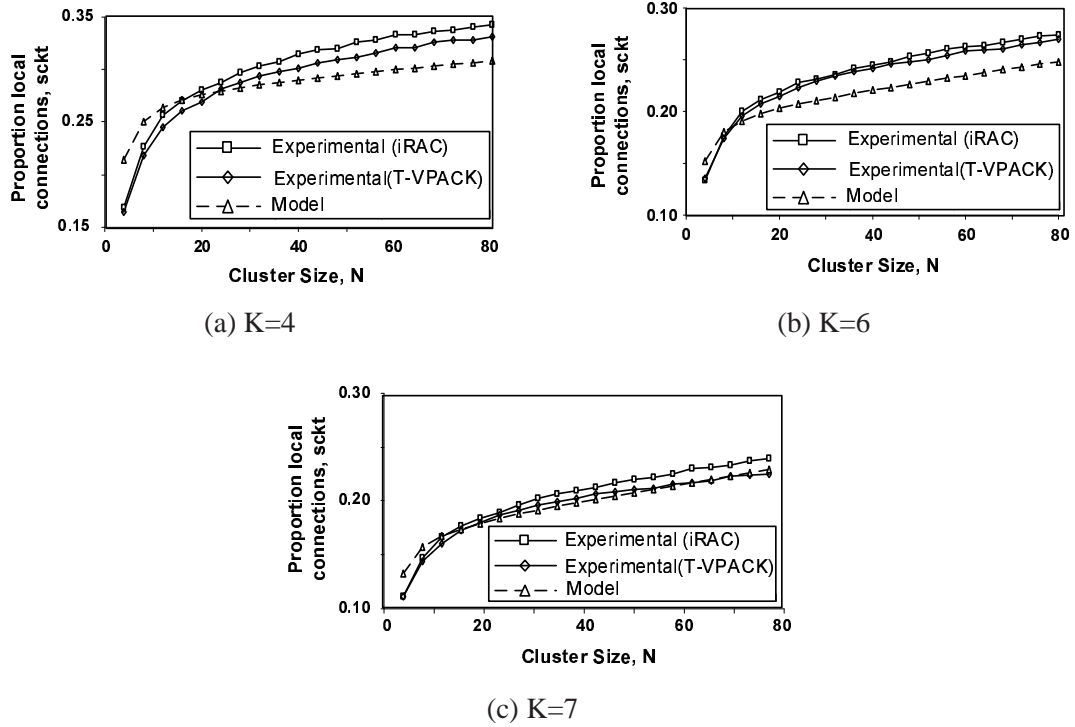 0.35
0.25
0.15
Proportion local
connections, sckt
Experimental (iRAC)
Experimental(T-VPACK)
Model
0 20 40 60 80
Cluster Size, N
(a) K=4
0.30
0.20
0.10
Proportion local
connections, sckt
Experimental (iRAC)
Experimental(T-VPACK)
Model
0 20 40 60 80
Cluster Size, N
(b) K=6
0.30
0.20
0.10
Proportion local
connections, sckt
Experimental (iRAC)
Experimental(T-VPACK)
Model
0 20 40 60 80
Cluster Size, N
(c) K=7